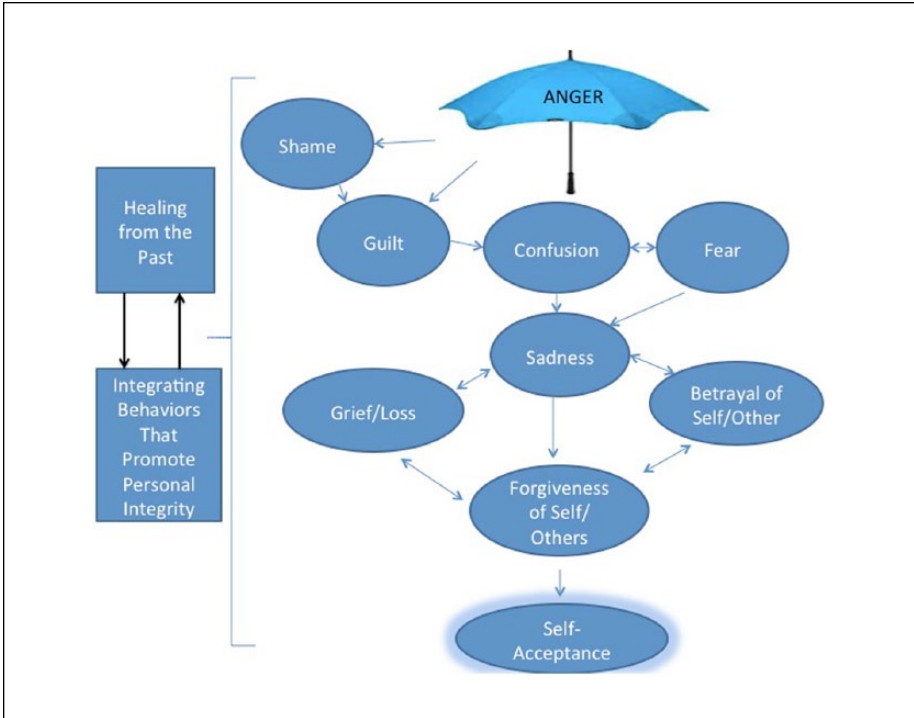 ANGER
Shame
Healing
from the
Past
Guilt
Confusion
Fear
Sadness
Integrating
Behaviors
That
Promote
Personal
Integrity
Grief/Loss
Betrayal of
Self/Other
Forgiveness
of Self/
Others
Self-
Acceptance